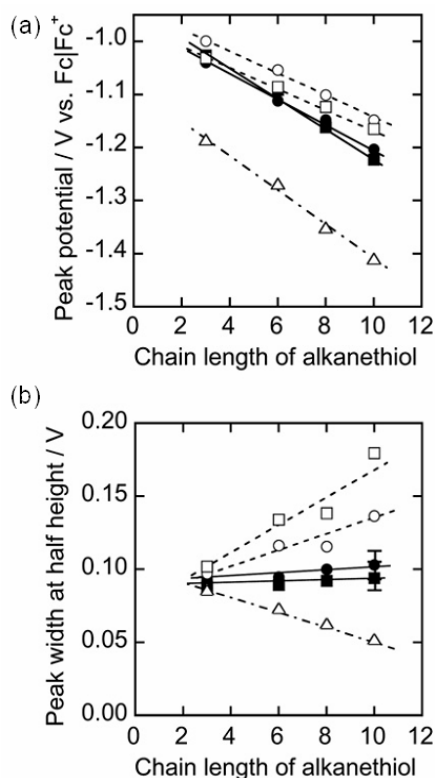 (a)
Peak potential / V vs. Fc|Fc+
-1.0
-1.1
-1.2
-1.3
-1.4
-1.5
0 2 4 6 8 10 12
Chain length of alkanethiol
(b)
Peak width at half height / V
0.20
0.15
0.10
0.05
0.00
0 2 4 6 8 10 12
Chain length of alkanethiol